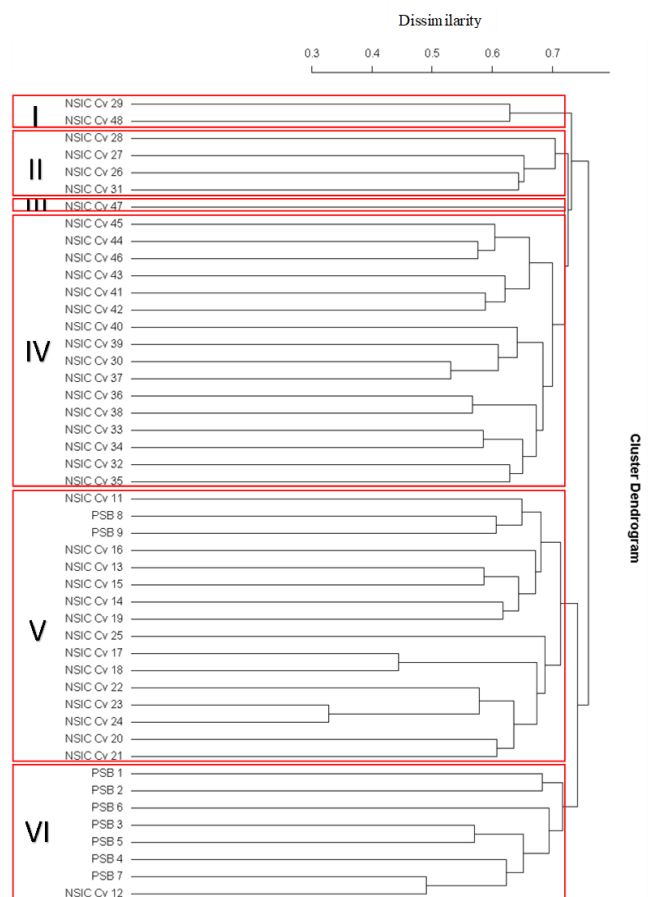 Dissimilarity
0.3 0.4 0.5 0.6 0.7
I
NSIC Cv 29
NSIC Cv 48
II
NSIC Cv 28
NSIC Cv 27
NSIC Cv 26
NSIC Cv 31
III
NSIC Cv 47
IV
NSIC Cv 45
NSIC Cv 44
NSIC Cv 46
NSIC Cv 43
NSIC Cv 41
NSIC Cv 42
NSIC Cv 40
NSIC Cv 39
NSIC Cv 30
NSIC Cv 37
NSIC Cv 36
NSIC Cv 38
NSIC Cv 33
NSIC Cv 34
NSIC Cv 32
NSIC Cv 35
V
NSIC Cv 11
PSB 8
PSB 9
NSIC Cv 16
NSIC Cv 13
NSIC Cv 15
NSIC Cv 14
NSIC Cv 19
NSIC Cv 25
NSIC Cv 17
NSIC Cv 18
NSIC Cv 22
NSIC Cv 23
NSIC Cv 24
NSIC Cv 20
NSIC Cv 21
VI
PSB 1
PSB 2
PSB 6
PSB 3
PSB 5
PSB 4
PSB 7
NSIC Cv 12
Cluster Dendrogram